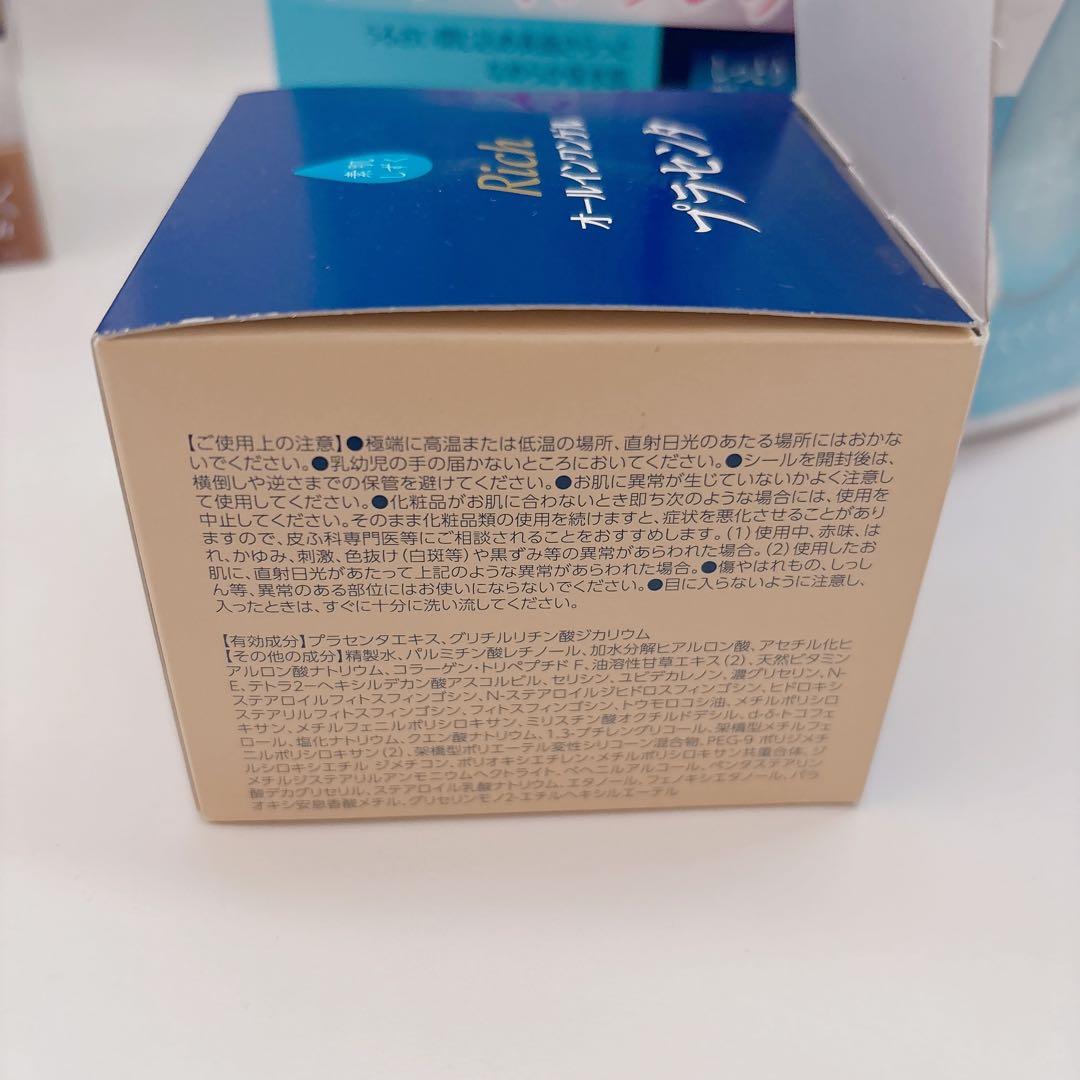 プラセンタ
オールインワンゲル
Rich
素肌
しずく
【ご使用上の注意】●極端に高温または低温の場所、直射日光のあたる場所にはおかな
いでください。●乳幼児の手の届かないところにおいてください。●シールを開封後は、
横倒しや逆さまでの保管を避けてください。●お肌に異常が生じていないかよく注意し
て使用してください。●化粧品がお肌に合わないとき即ち次のような場合には、使用を
中止してください。そのまま化粧品類の使用を続けますと、症状を悪化させることがあり
ますので、皮ふ科専門医等にご相談されることをおすすめします。(1)使用中、赤味、は
れ、かゆみ、刺激、色抜け(白斑等)や黒ずみ等の異常があらわれた場合。(2)使用したお
肌に、直射日光があたって上記のような異常があらわれた場合。●傷やはれもの、しっし
ん等、異常のある部位にはお使いにならないでください。●目に入らないように注意し、
入ったときは、すぐに十分に洗い流してください。
【有効成分】プラセンタエキス、グリチルリチン酸ジカリウム
【その他の成分】精製水、パルミチン酸レチノール、加水分解ヒアルロン酸、アセチル化ヒ
アルロン酸ナトリウム、コラーゲン・トリペプチド F、油溶性甘草エキス(2)、天然ビタミン
E、テトラ2-ヘキシルデカン酸アスコルビル、セリシン、ユビデカレノン、濃グリセリン、N-
ステアロイルフィトスフィンゴシン、N-ステアロイルジヒドロスフィンゴシン、ヒドロキシ
ステアリルフィトスフィンゴシン、フィトスフィンゴシン、トウモロコシ油、メチルポリシロ
キサン、メチルフェニルポリシロキサン、ミリスチン酸オクチルドデシル、d-δ-トコフェ
ロール、塩化ナトリウム、クエン酸ナトリウム、1,3-ブチレングリコール、架橋型メチルフェ
ニルポリシロキサン(2)、架橋型ポリエーテル変性シリコーン混合物、PEG-9 ポリジメチ
ルシロキシエチル ジメチコン、ポリオキシエチレン・メチルポリシロキサン共重合体、ジ
メチルジステアリルアンモニウムヘクトライト、ベヘニルアルコール、ペンタステアリン
酸デカグリセリル、ステアロイル乳酸ナトリウム、エタノール、フェノキシエタノール、パラ
オキシ安息香酸メチル、グリセリンモノ2-エチルヘキシルエーテル